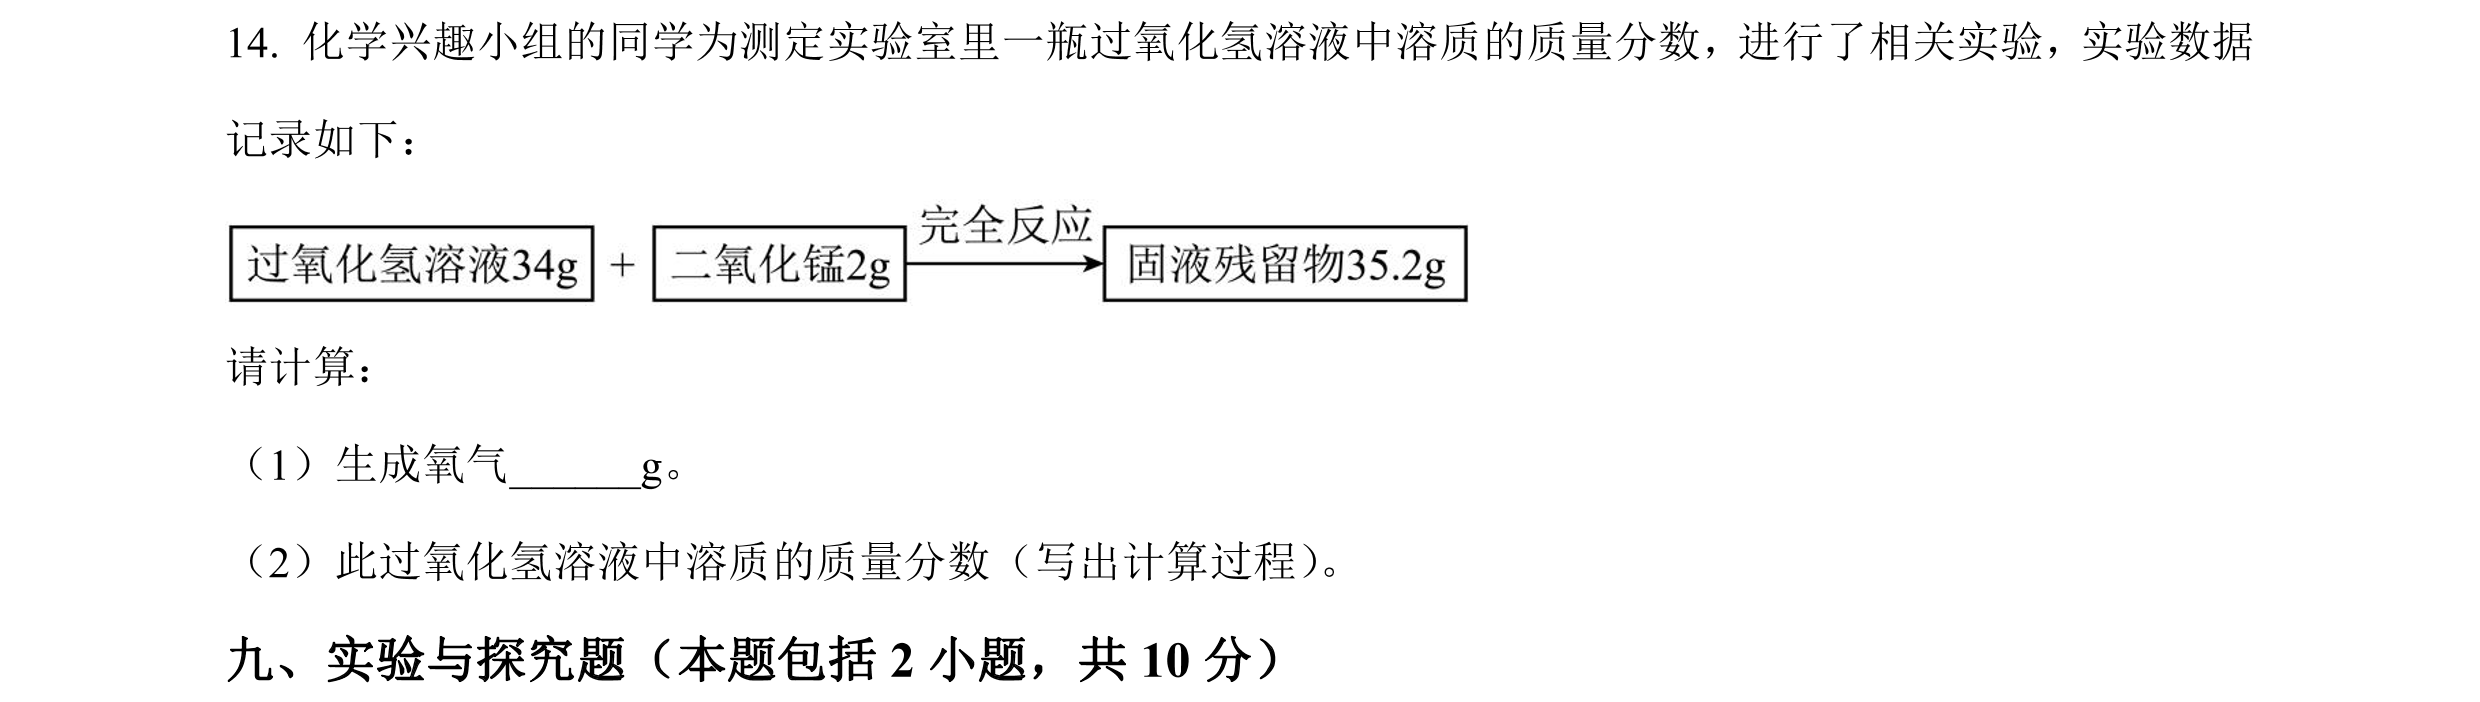 14. 化学兴趣小组的同学为测定实验室里一瓶过氧化氢溶液中溶质的质量分数，进行了相关实验，实验数据
记录如下：
过氧化氢溶液34g + 二氧化锰2g 完全反应 固液残留物35.2g
请计算：
（1）生成氧气______g。
（2）此过氧化氢溶液中溶质的质量分数（写出计算过程）。
九、实验与探究题（本题包括 2 小题，共 10 分）